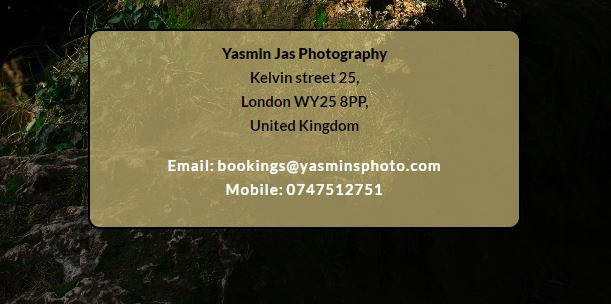 Yasmin Jas Photography
Kelvin street 25,
London WY25 8PP,
United Kingdom
Email: bookings@yasminsphoto.com
Mobile: 0747512751